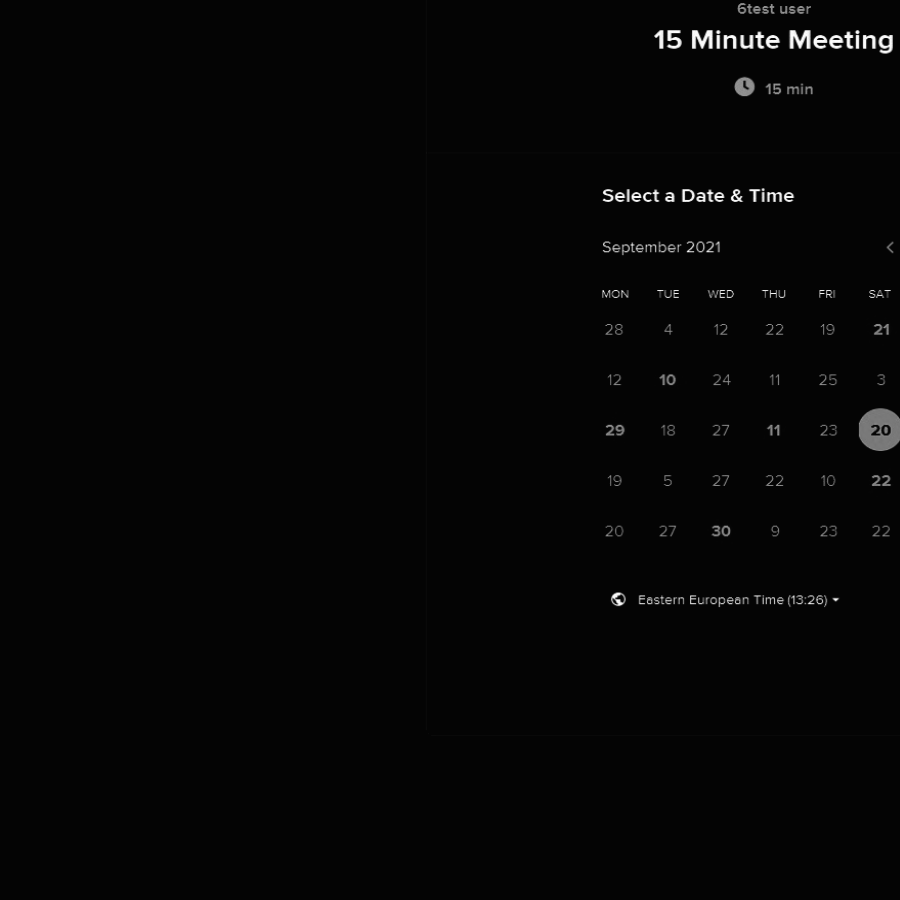 6test user
15 Minute Meeting
15 min
Select a Date & Time
September 2021
MON TUE WED THU FRI SAT
28 4 12 22 19 21
12 10 24 11 25 3
29 18 27 11 23 20
19 5 27 22 10 22
20 27 30 9 23 22
Eastern European Time (13:26)